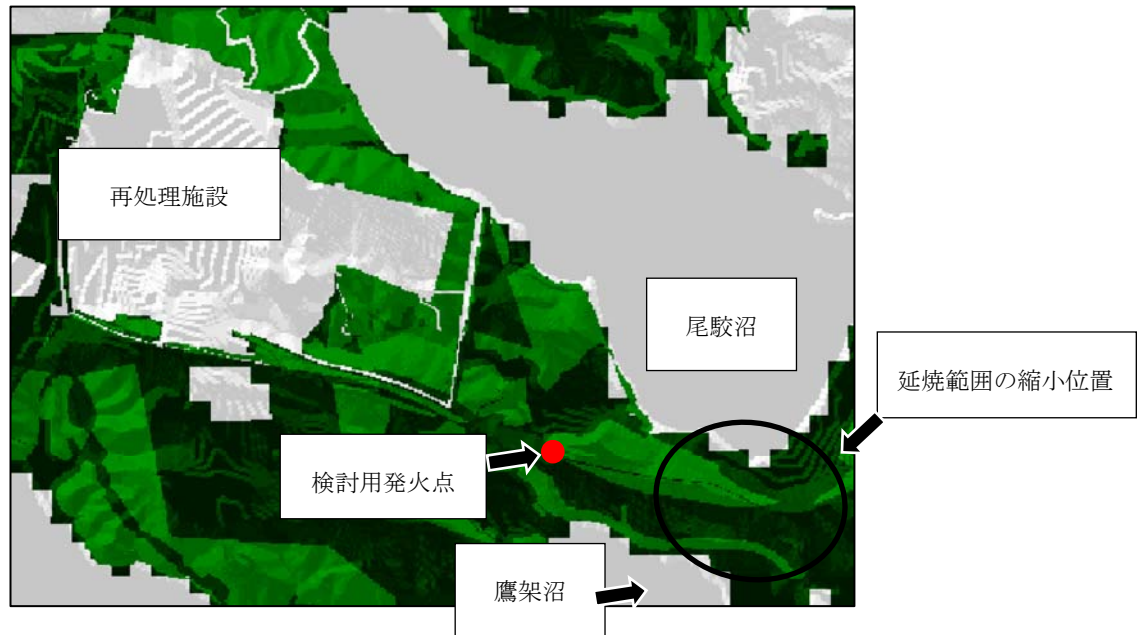 再処理施設
尾駮沼
延焼範囲の縮小位置
検討用発火点
鷹架沼